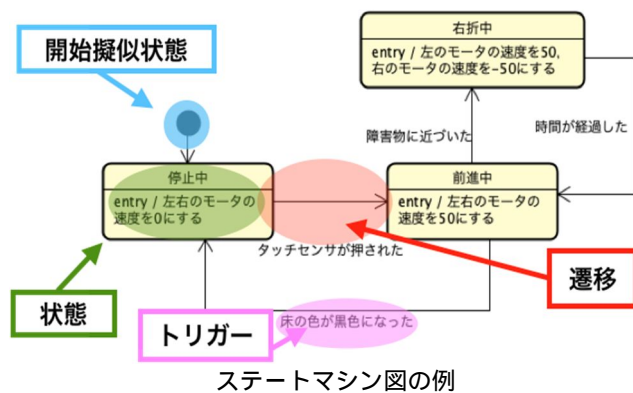 開始擬似状態
右折中
entry / 左のモータの速度を50,
右のモータの速度を-50にする
障害物に近づいた
時間が経過した
停止中
entry / 左右のモータの
速度を0にする
前進中
entry / 左右のモータの
速度を50にする
タッチセンサが押された
遷移
状態
トリガー
床の色が黒色になった
ステートマシン図の例